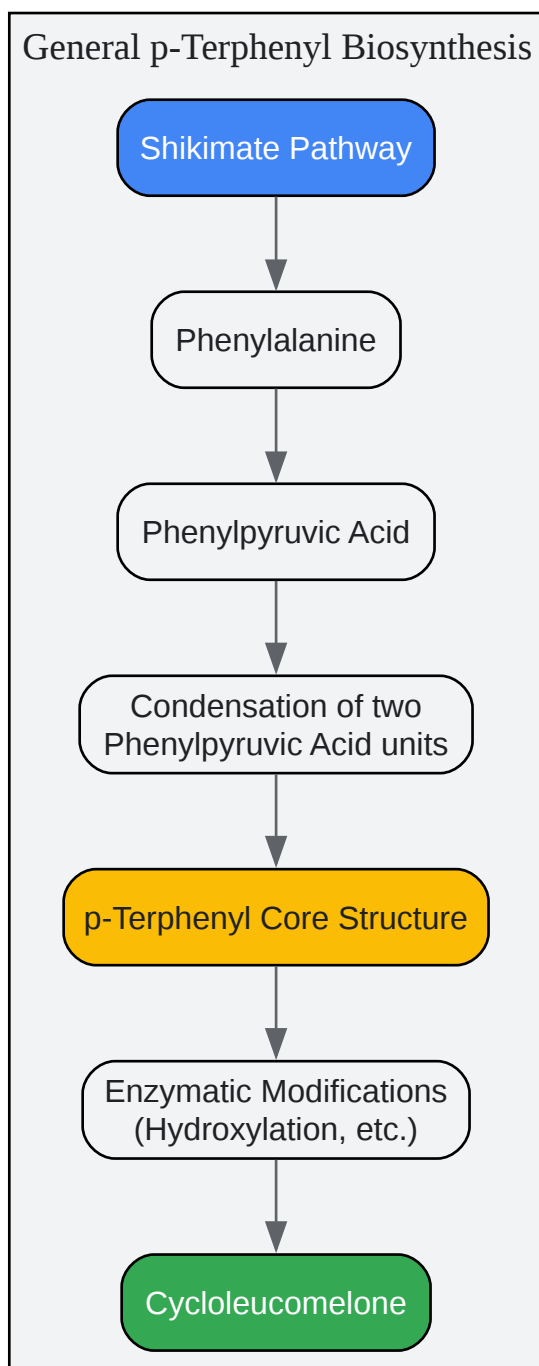 General p-Terphenyl Biosynthesis
Shikimate Pathway
Phenylalanine
Phenylpyruvic Acid
Condensation of two
Phenylpyruvic Acid units
p-Terphenyl Core Structure
Enzymatic Modifications
(Hydroxylation, etc.)
Cycloleucomelone